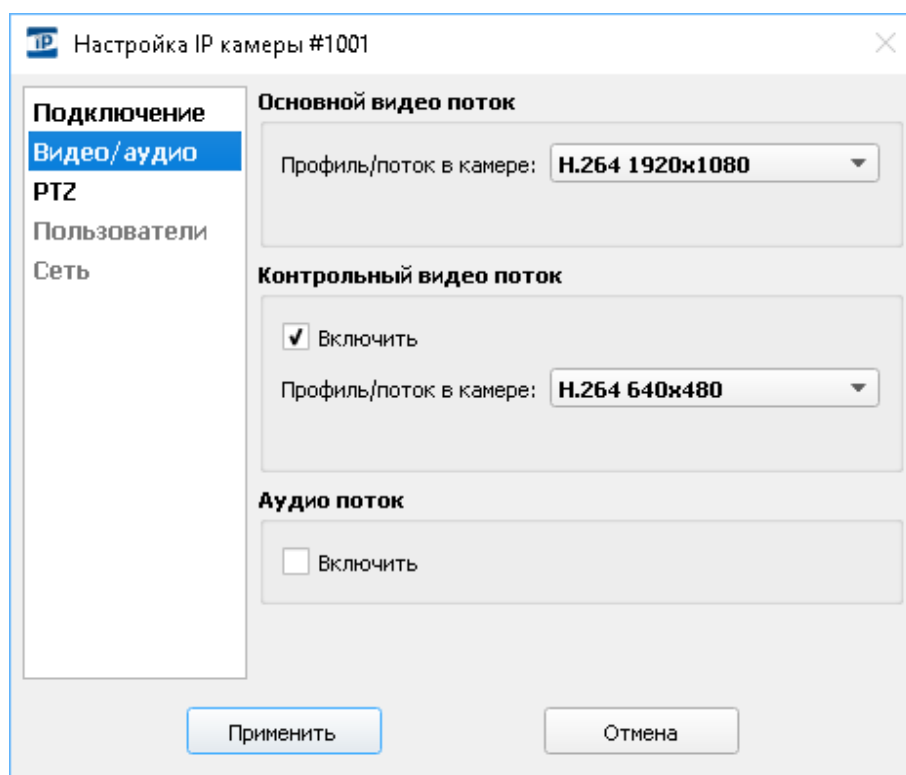 IP Настройка IP камеры #1001
Подключение
Видео/аудио
PTZ
Пользователи
Сеть
Основной видео поток
Профиль/поток в камере: H.264 1920x1080
Контрольный видео поток
Включить
Профиль/поток в камере: H.264 640x480
Аудио поток
Включить
Применить Отмена